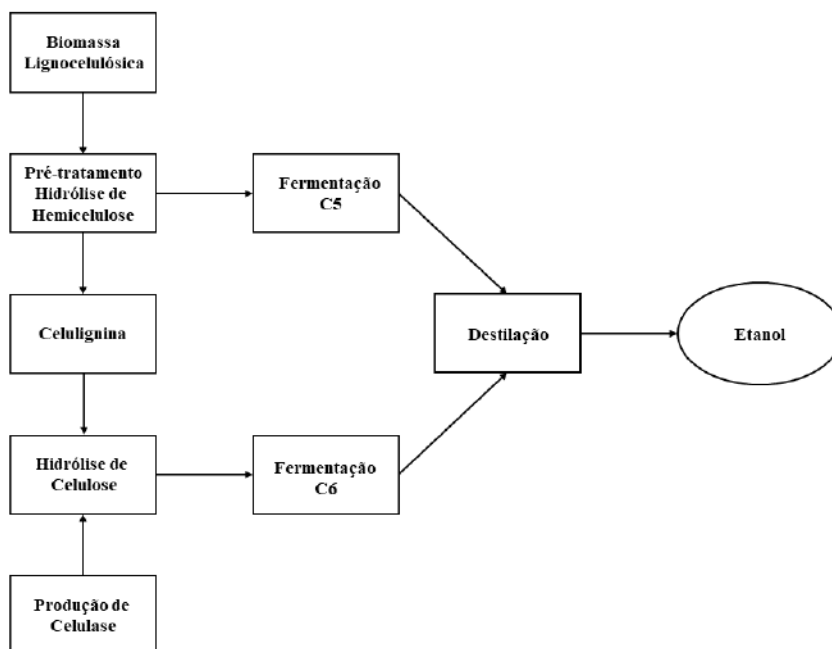 Biomassa
Lignocelulósica
Pré-tratamento
Hidrólise de
Hemicelulose
Fermentação
C5
Celulignina
Destilação
Etanol
Hidrólise de
Celulose
Fermentação
C6
Produção de
Celulase